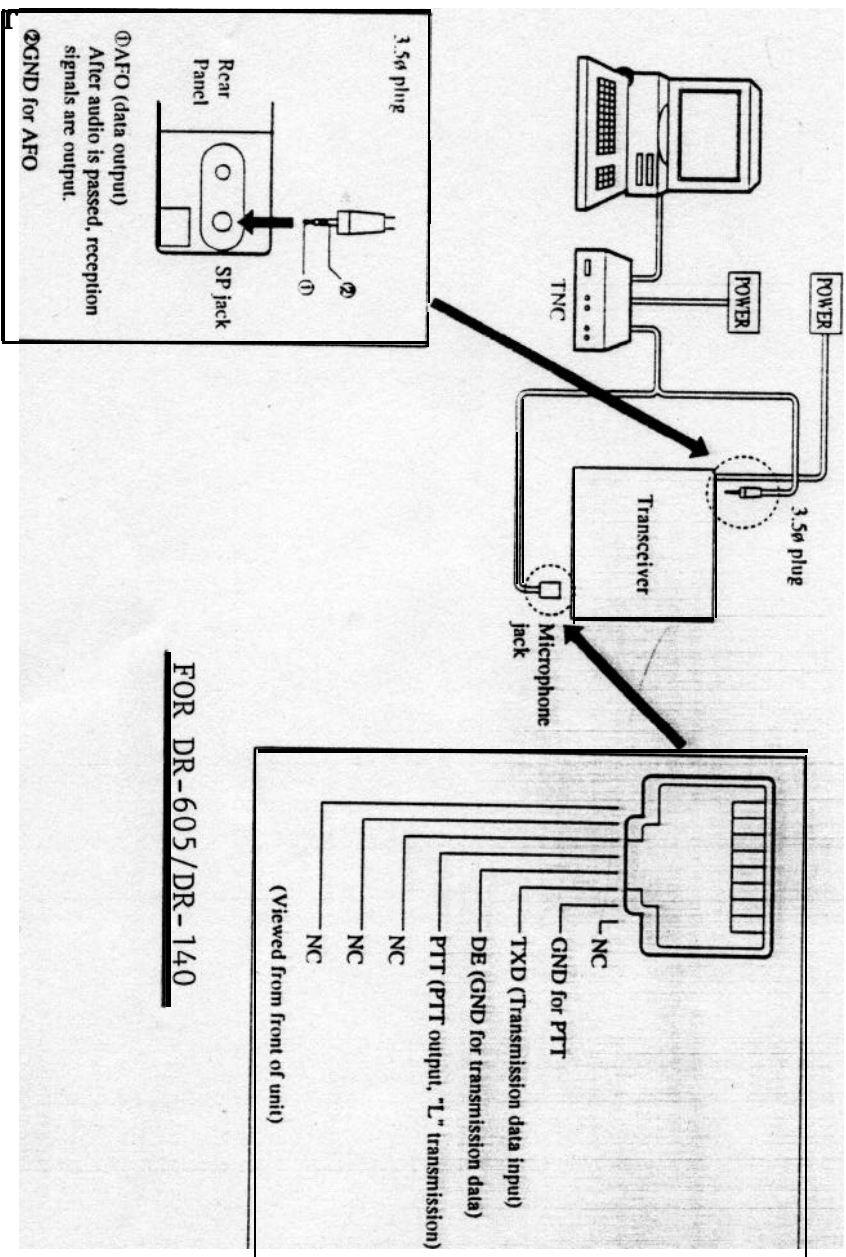 POWER
POWER
TNC
3.5ø plug
Transceiver
Microphone
jack
NC
GND for PTT
TXD (Transmission data input)
DE (GND for transmission data)
PTT (PTT output, "L" transmission)
NC
NC
NC
(Viewed from front of unit)
3.5ø plug
①
②
Rear
Panel
SP jack
①AFO (data output)
After audio is passed, reception
signals are output.
②GND for AFO
FOR DR-605/DR-140